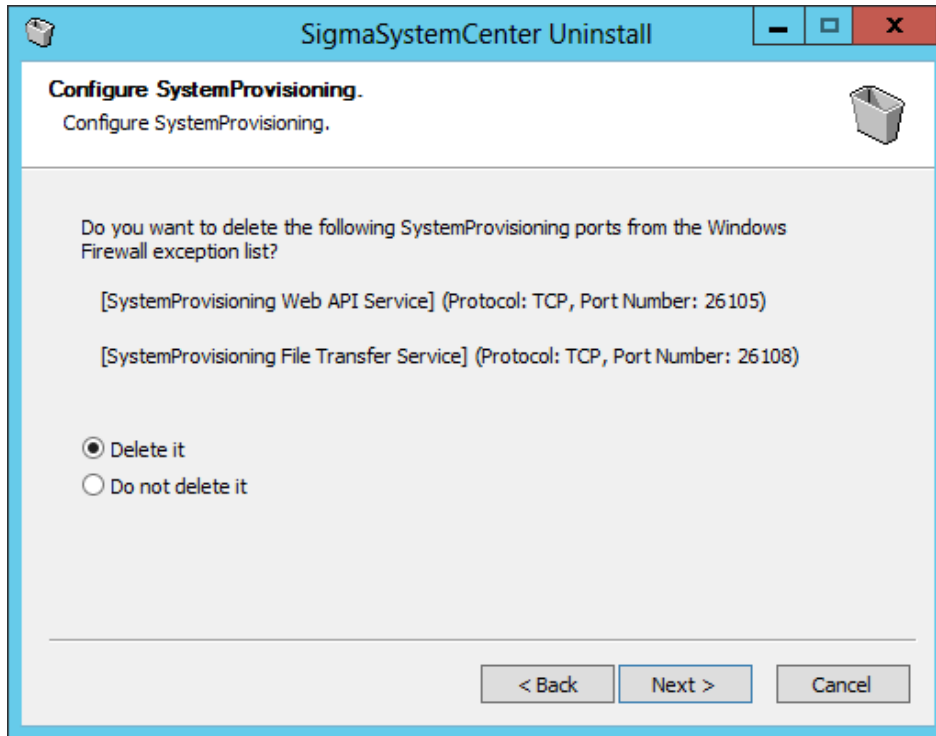 SigmaSystemCenter Uninstall
Configure SystemProvisioning.
Configure SystemProvisioning.
Do you want to delete the following SystemProvisioning ports from the Windows
Firewall exception list?
[SystemProvisioning Web API Service] (Protocol: TCP, Port Number: 26105)
[SystemProvisioning File Transfer Service] (Protocol: TCP, Port Number: 26108)
Delete it
Do not delete it
< Back Next > Cancel